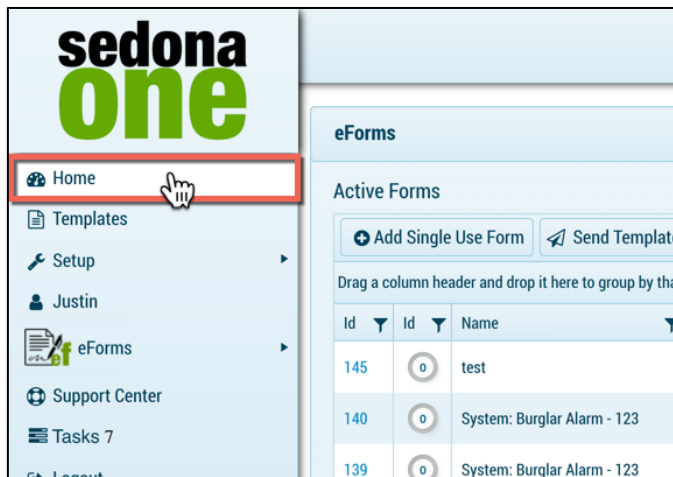 sedona
one
Home
Templates
Setup
Justin
eForms
Support Center
Tasks 7
Logout
eForms
Active Forms
Add Single Use Form Send Templat
Drag a column header and drop it here to group by tha
Id Id Name
145 0 test
140 0 System: Burglar Alarm - 123
139 0 System: Burglar Alarm - 123